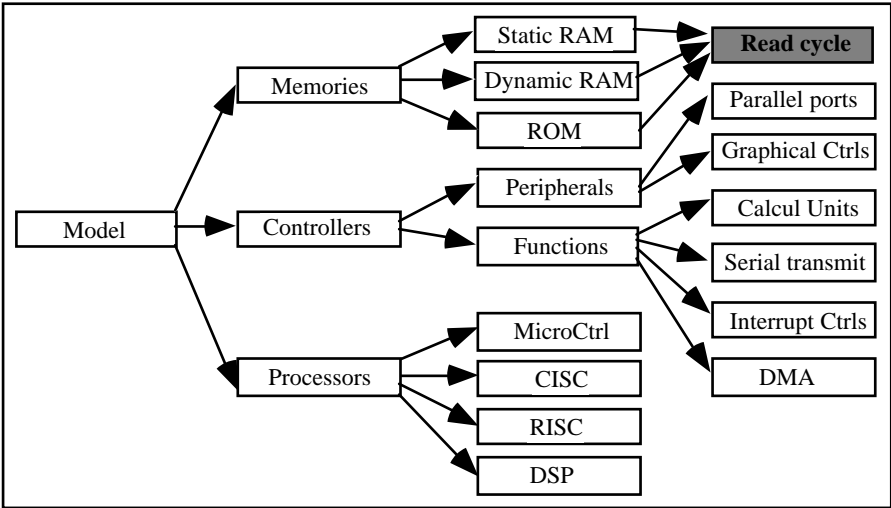 Static RAM
Read cycle
Memories
Dynamic RAM
Parallel ports
ROM
Graphical Ctrls
Peripherals
Model
Controllers
Calcul Units
Functions
Serial transmit
MicroCtrl
Interrupt Ctrls
Processors
CISC
DMA
RISC
DSP